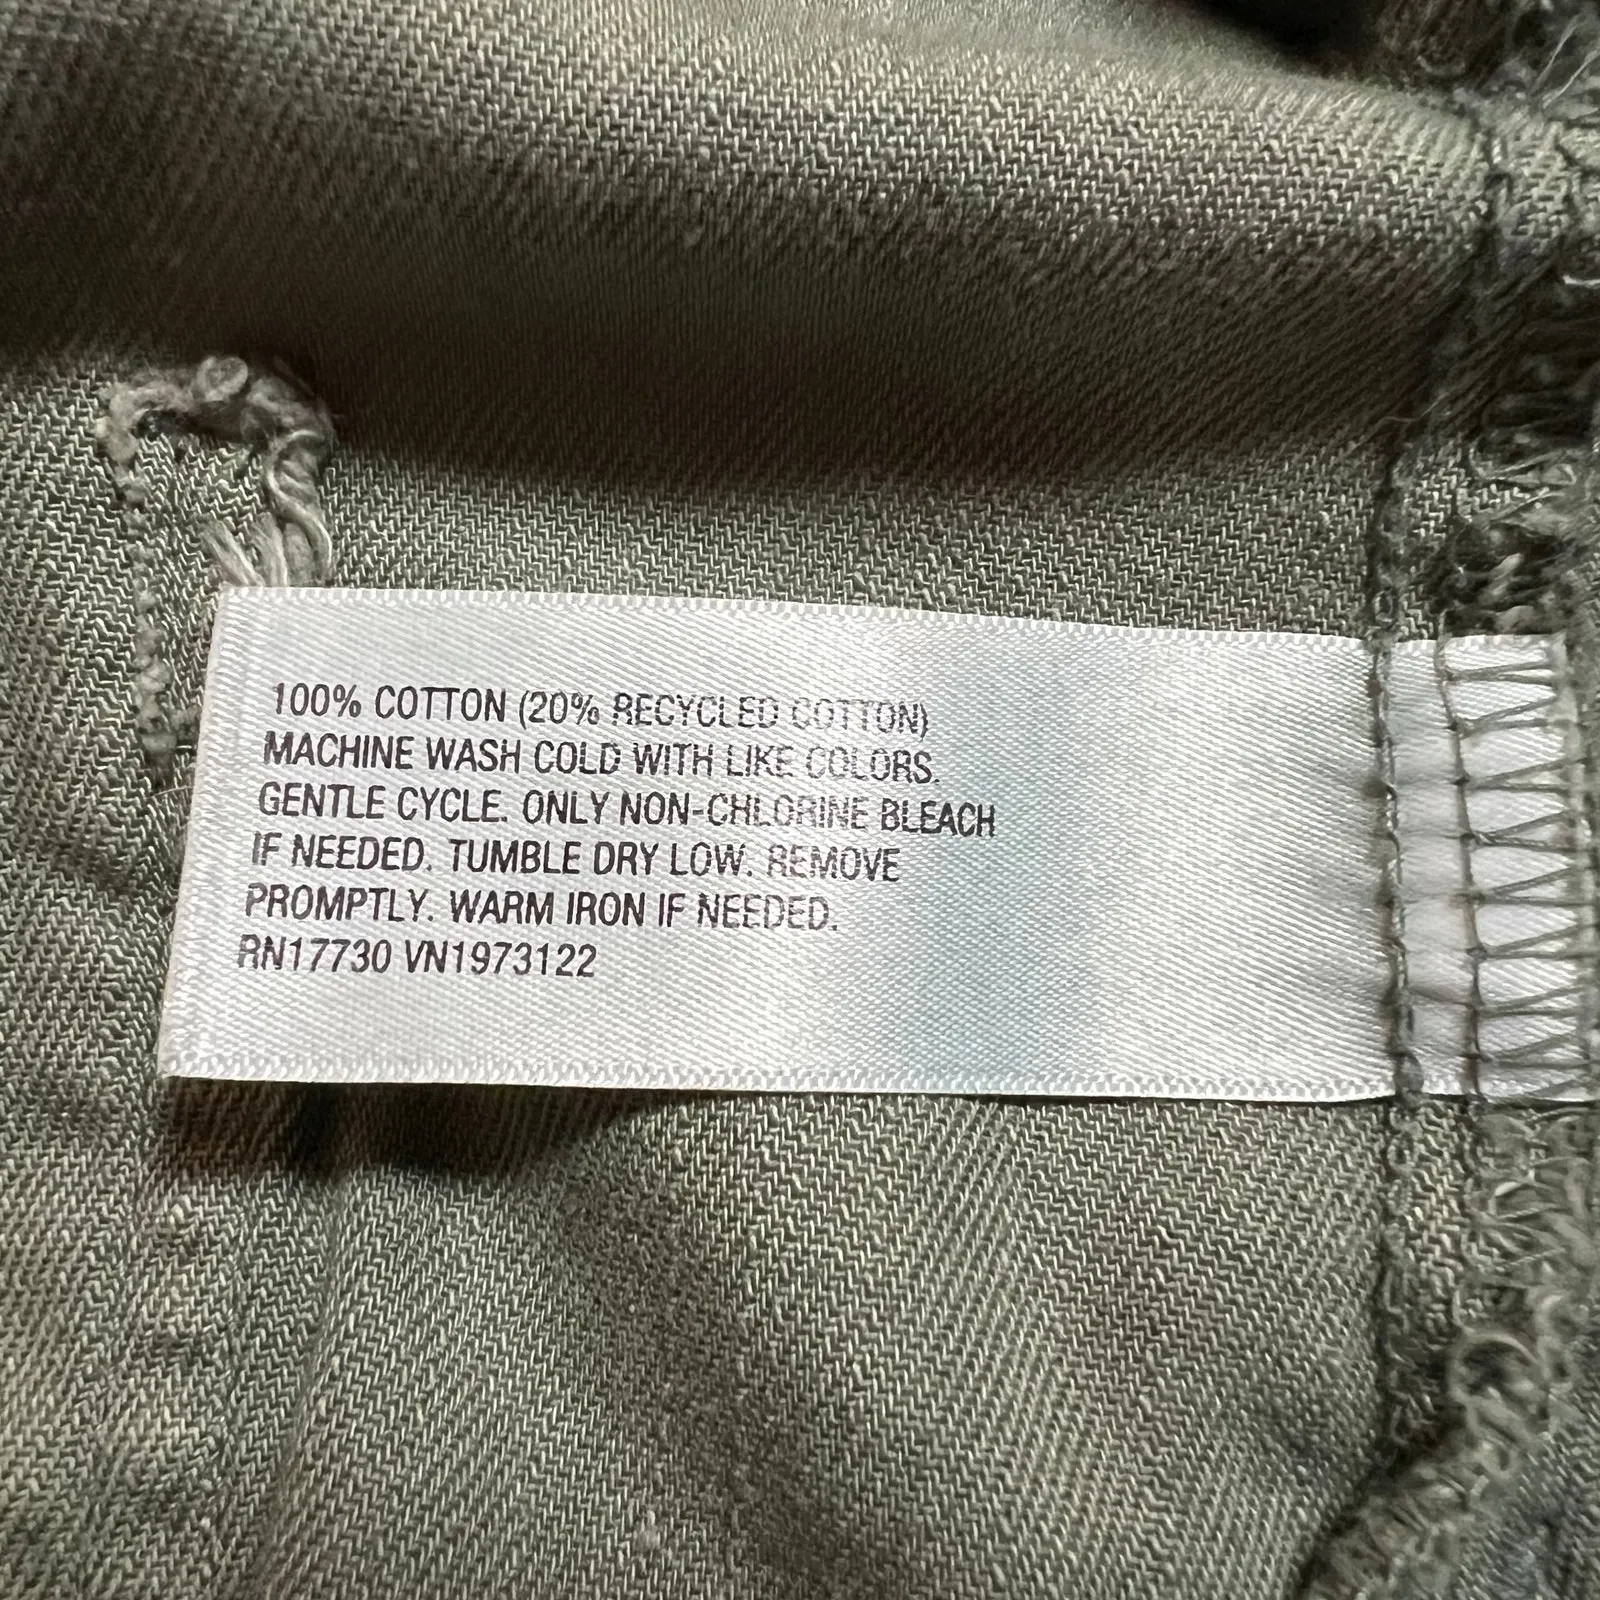 100% COTTON (20% RECYCLED COTTON)
MACHINE WASH COLD WITH LIKE COLORS.
GENTLE CYCLE. ONLY NON-CHLORINE BLEACH
IF NEEDED. TUMBLE DRY LOW. REMOVE
PROMPTLY. WARM IRON IF NEEDED.
RN17730 VN1973122